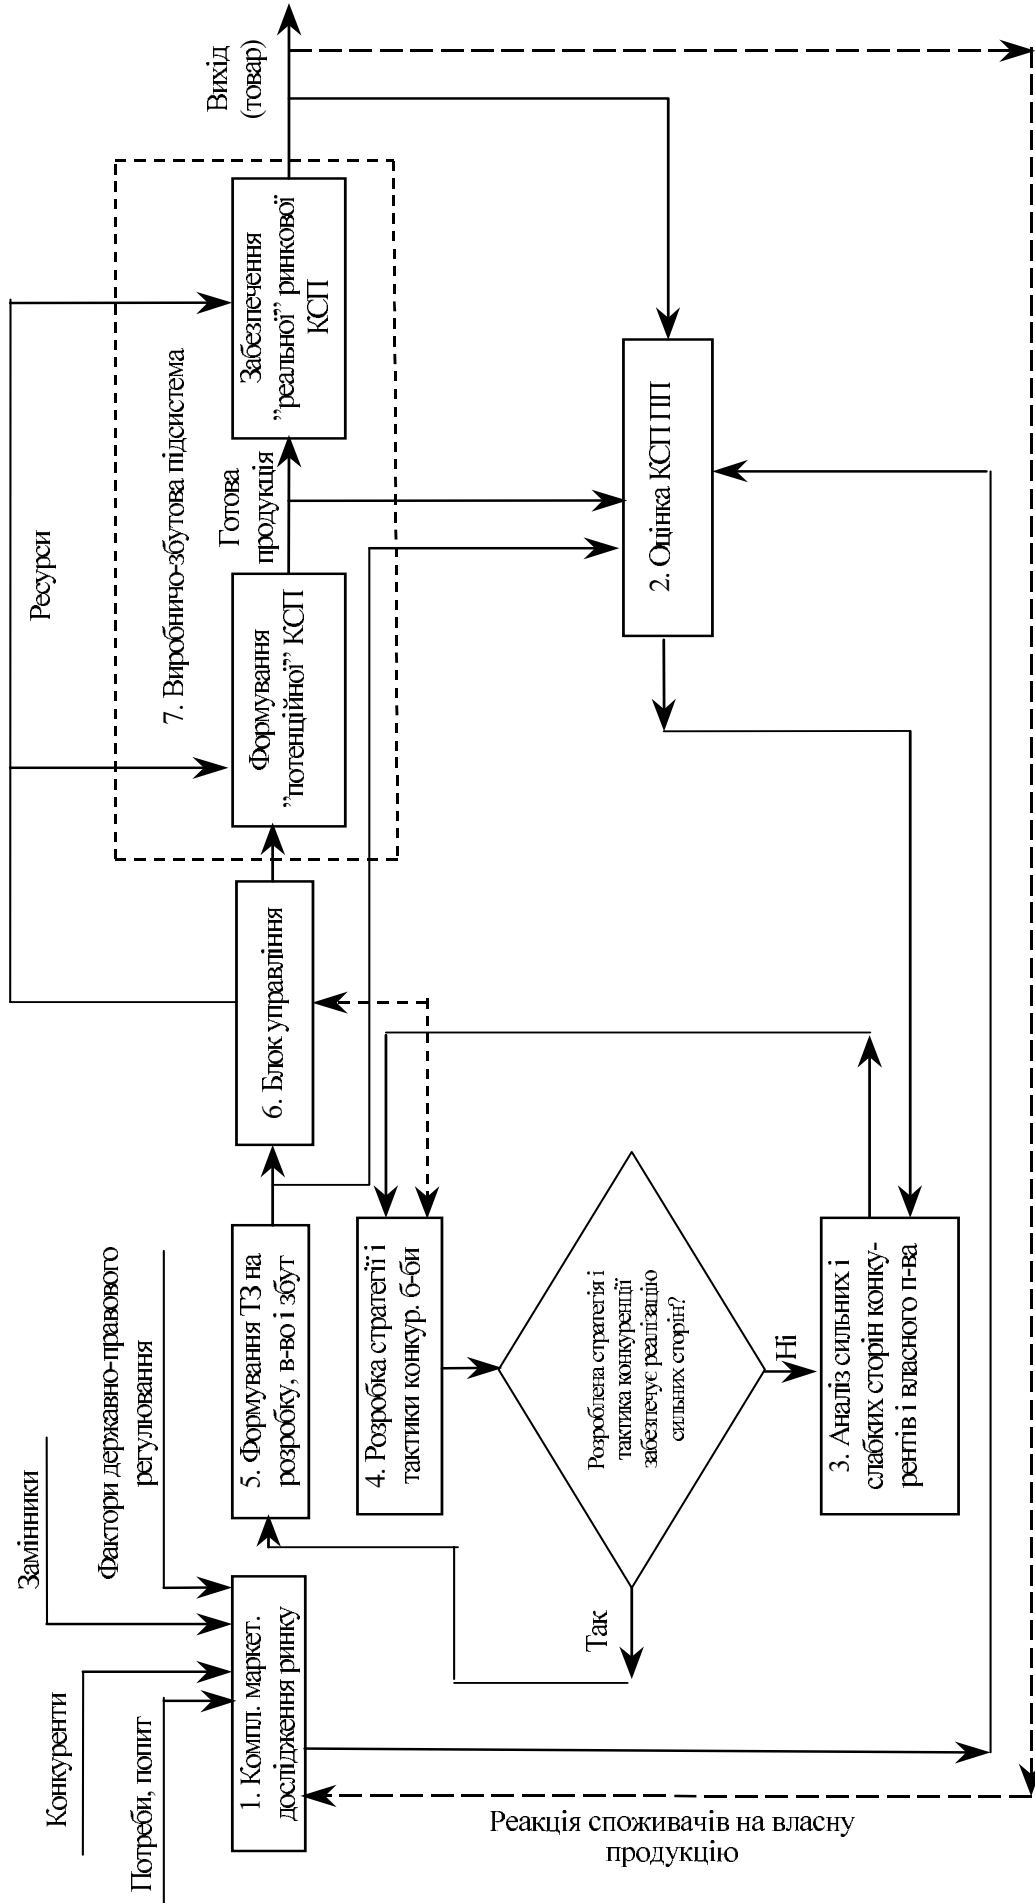 Потреби, попит
Конкуренти
Замінники
Фактори державно-правового
регулювання
1. Компл. маркет.
дослідження ринку
5. Формування ТЗ на
розробку, в-во і збут
6. Блок управління
Ресурси
7. Виробничо-збутова підсистема
Формування
”потенційної” КСП
Готова
продукція
Забезпечення
”реальної” ринкової
КСП
Вихід
(товар)
4. Розробка стратегії і
тактики конкур. б-би
Розроблена стратегія і
тактика конкуренції
забезпечує реалізацію
сильних сторін?
Так
Ні
3. Аналіз сильних і
слабких сторін конку-
рентів і власного п-ва
2. Оцінка КСП ПП
Реакція споживачів на власну
продукцію